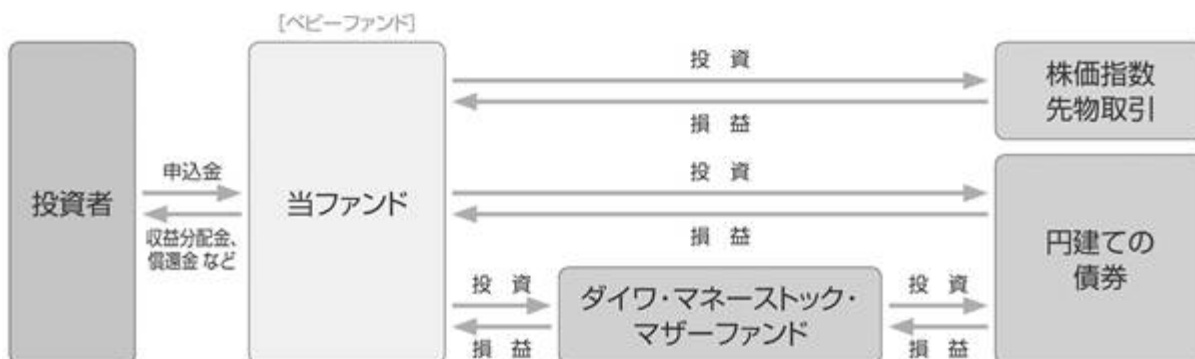 [ベビーファンド]
投資者
申込金
収益分配金、
償還金 など
当ファンド
投 資
損 益
株価指数
先物取引
投 資
損 益
円建ての
債券
投 資
損 益
ダイワ・マネーストック・
マザーファンド
投 資
損 益